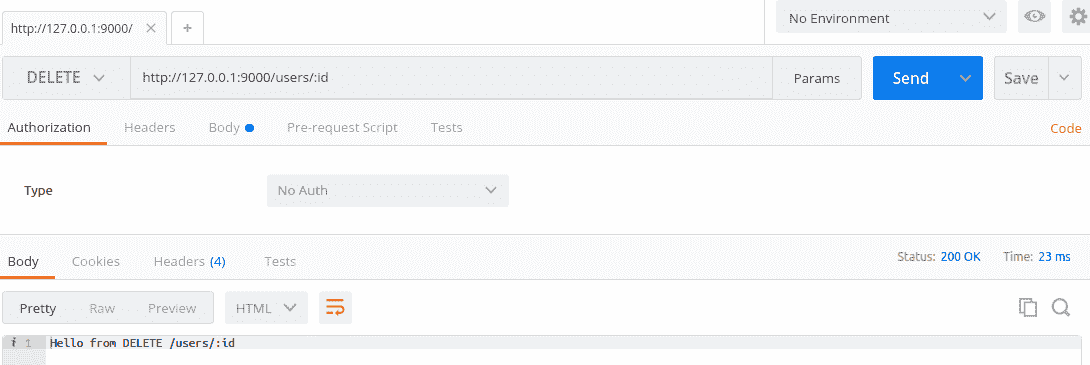 http://127.0.0.1:9000/ × +
No Environment
DELETE http://127.0.0.1:9000/users/:id Params Send Save
Authorization Headers Body Pre-request Script Tests Code
Type No Auth
Body Cookies Headers (4) Tests Status: 200 OK Time: 23 ms
Pretty Raw Preview HTML
i 1 Hello from DELETE /users/:id